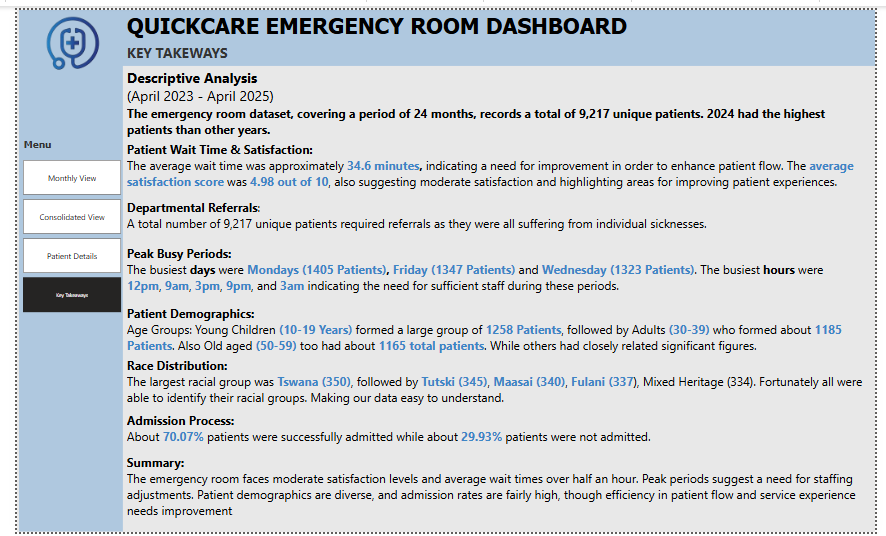 QUICKCARE EMERGENCY ROOM DASHBOARD
KEY TAKEWAYS
Menu
Monthly View
Consolidated View
Patient Details
Key Takeways
Descriptive Analysis
(April 2023 - April 2025)
The emergency room dataset, covering a period of 24 months, records a total of 9,217 unique patients. 2024 had the highest
patients than other years.
Patient Wait Time & Satisfaction:
The average wait time was approximately 34.6 minutes, indicating a need for improvement in order to enhance patient flow. The average
satisfaction score was 4.98 out of 10, also suggesting moderate satisfaction and highlighting areas for improving patient experiences.
Departmental Referrals:
A total number of 9,217 unique patients required referrals as they were all suffering from individual sicknesses.
Peak Busy Periods:
The busiest days were Mondays (1405 Patients), Friday (1347 Patients) and Wednesday (1323 Patients). The busiest hours were
12pm, 9am, 3pm, 9pm, and 3am indicating the need for sufficient staff during these periods.
Patient Demographics:
Age Groups: Young Children (10-19 Years) formed a large group of 1258 Patients, followed by Adults (30-39) who formed about 1185
Patients. Also Old aged (50-59) too had about 1165 total patients. While others had closely related significant figures.
Race Distribution:
The largest racial group was Tswana (350), followed by Tutski (345), Maasai (340), Fulani (337), Mixed Heritage (334). Fortunately all were
able to identify their racial groups. Making our data easy to understand.
Admission Process:
About 70.07% patients were successfully admitted while about 29.93% patients were not admitted.
Summary:
The emergency room faces moderate satisfaction levels and average wait times over half an hour. Peak periods suggest a need for staffing
adjustments. Patient demographics are diverse, and admission rates are fairly high, though efficiency in patient flow and service experience
needs improvement